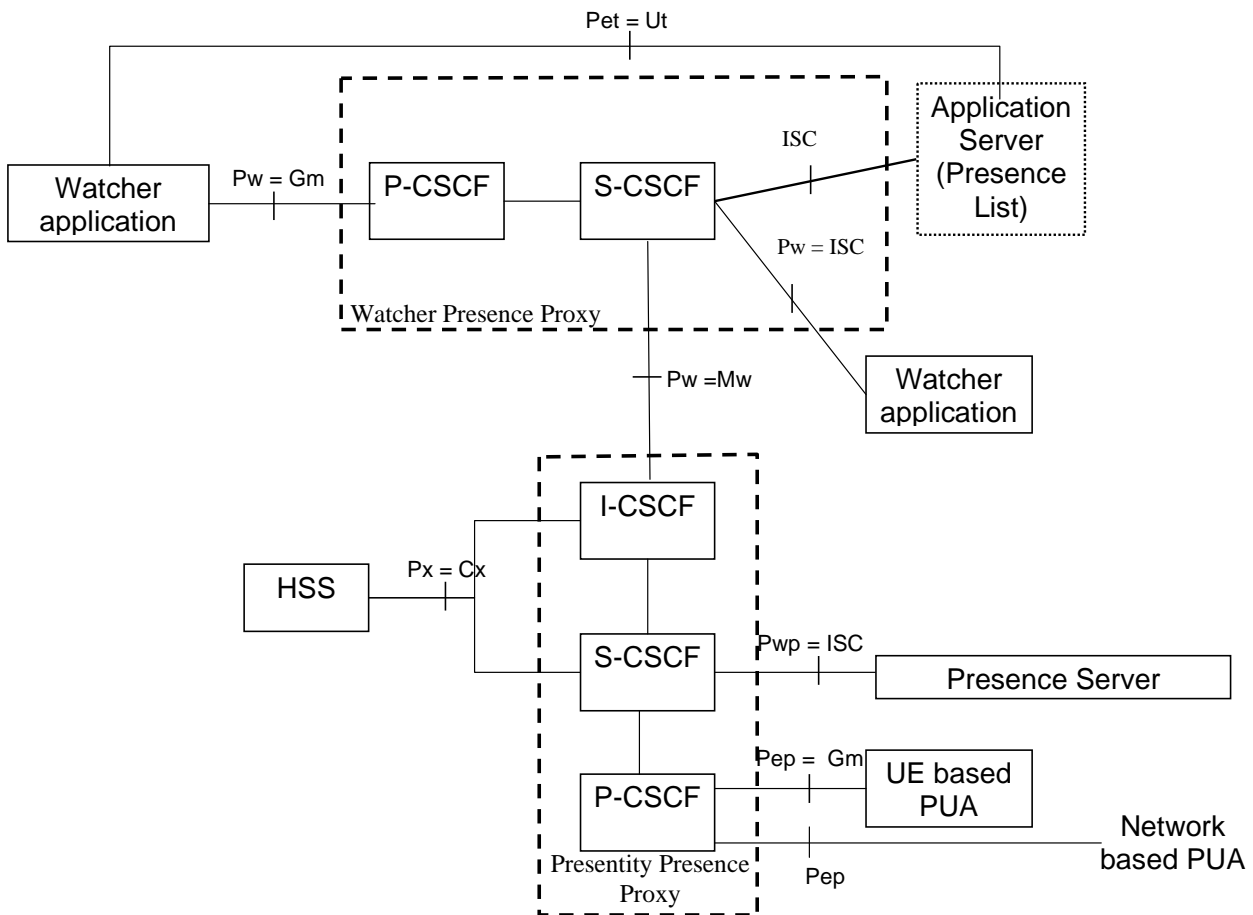 Pet = Ut
Application
Server
(Presence
List)
ISC
Watcher
application
Pw = Gm
P-CSCF
S-CSCF
Pw = ISC
Watcher Presence Proxy
Watcher
application
Pw =Mw
I-CSCF
HSS
Px = Cx
S-CSCF
Pwp = ISC
Presence Server
P-CSCF
Pep =  Gm
UE based
PUA
Network
based PUA
Pep
Presentity Presence
Proxy